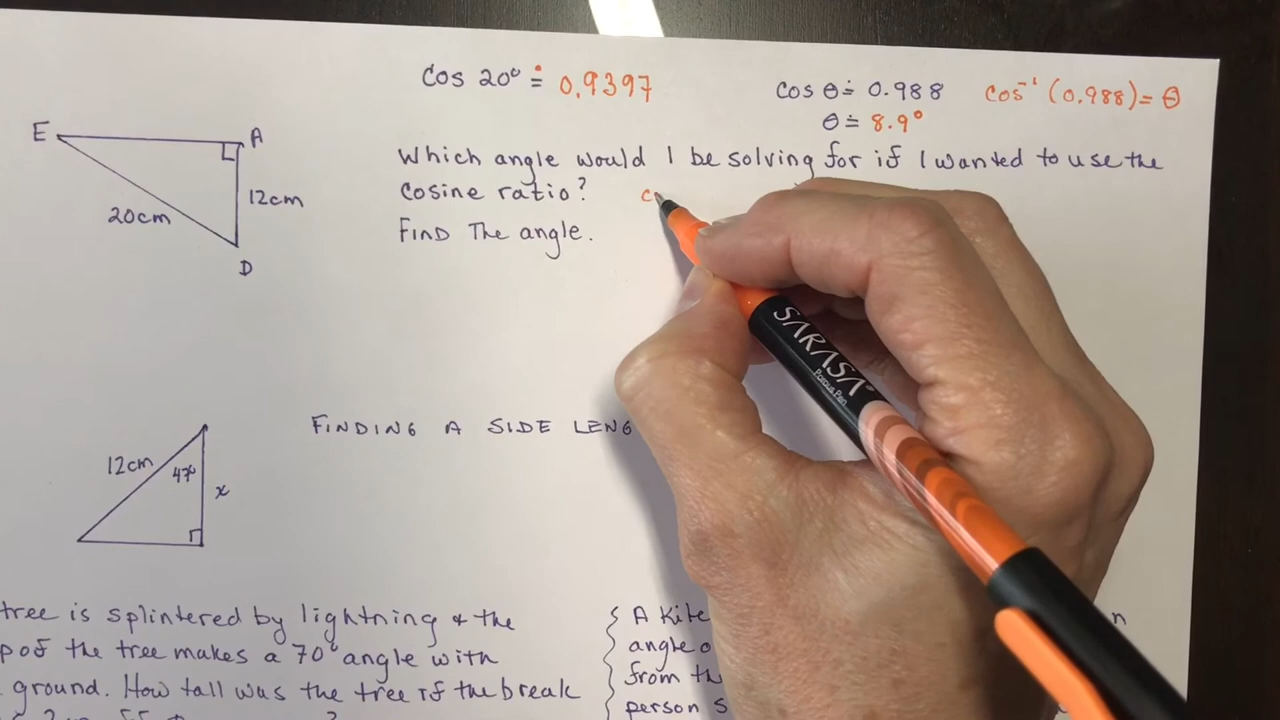 Cos 20° ≐ 0.9397
Cos θ ≐ 0.988
cos⁻¹ (0.988) = θ
θ ≐ 8.9°
E
A
12cm
20cm
D
Which angle would I be solving for if I wanted to use the
cosine ratio?
c
Find The angle.
FINDING A SIDE LENG
12cm
47°
x
SARASA
Porous Pen
tree is splintered by lightning & the
p of the tree makes a 70° angle with
ground. How tall was the tree if the break
A Kite
angle o
from th
person s
n